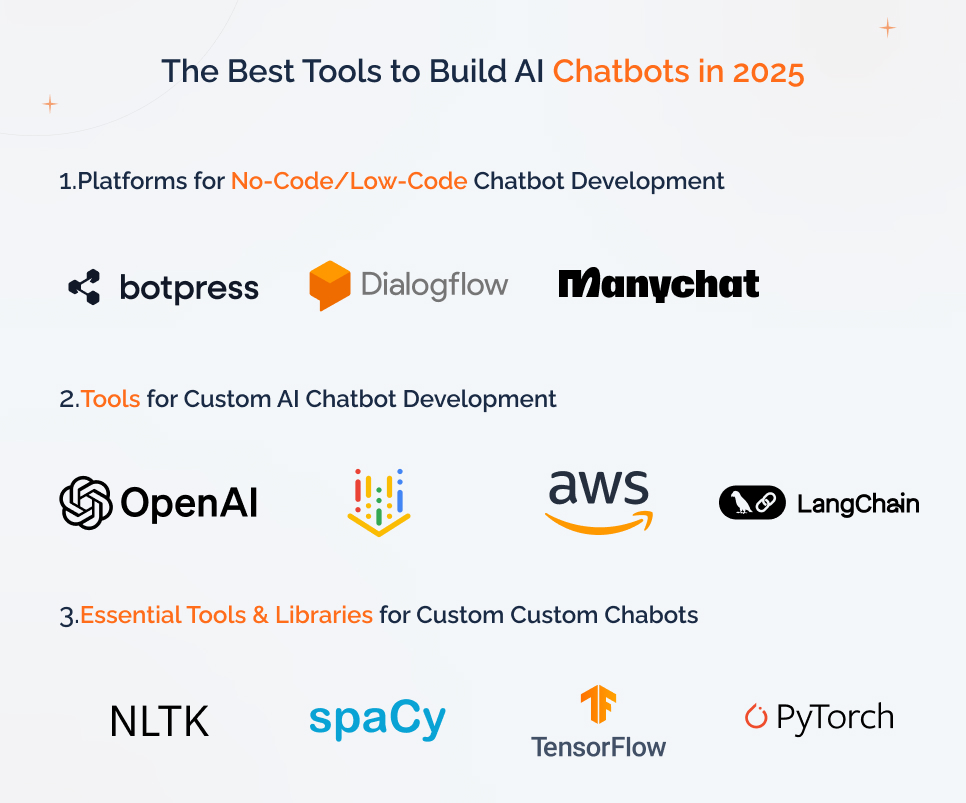 The Best Tools to Build AI Chatbots in 2025
1.Platforms for No-Code/Low-Code Chatbot Development
botpress Dialogflow Manychat
2.Tools for Custom AI Chatbot Development
OpenAI aws LangChain
3.Essential Tools & Libraries for Custom Custom Chabots
NLTK spaCy TensorFlow PyTorch